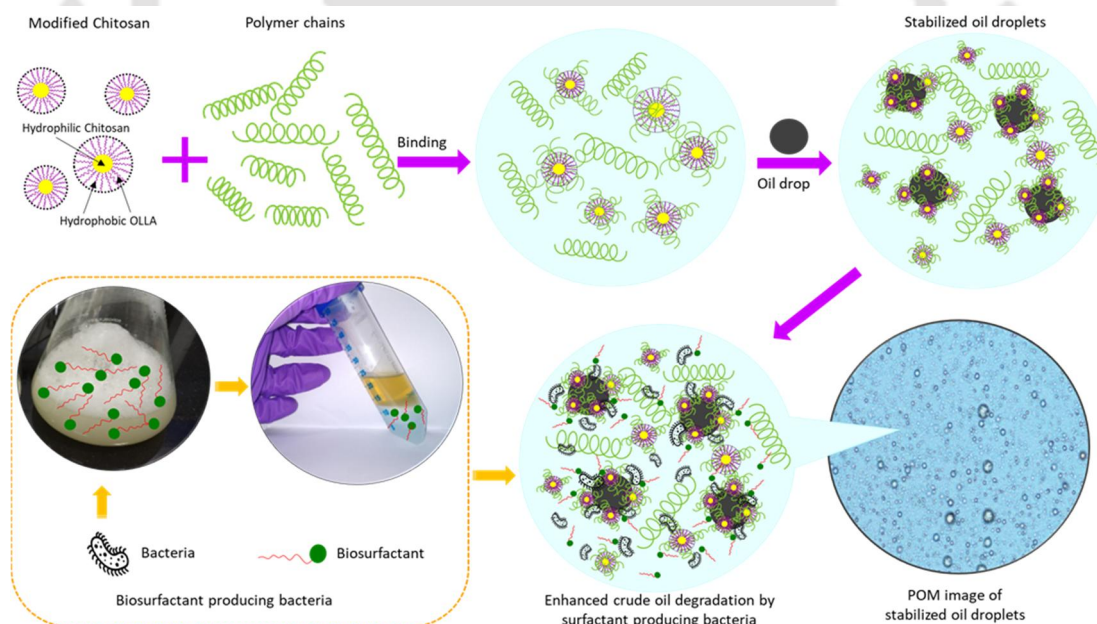 Modified Chitosan
Polymer chains
Stabilized oil droplets
Hydrophilic Chitosan
Hydrophobic OLLA
Binding
Oil drop
Bacteria
Biosurfactant
Biosurfactant producing bacteria
Enhanced crude oil degradation by
surfactant producing bacteria
POM image of
stabilized oil droplets